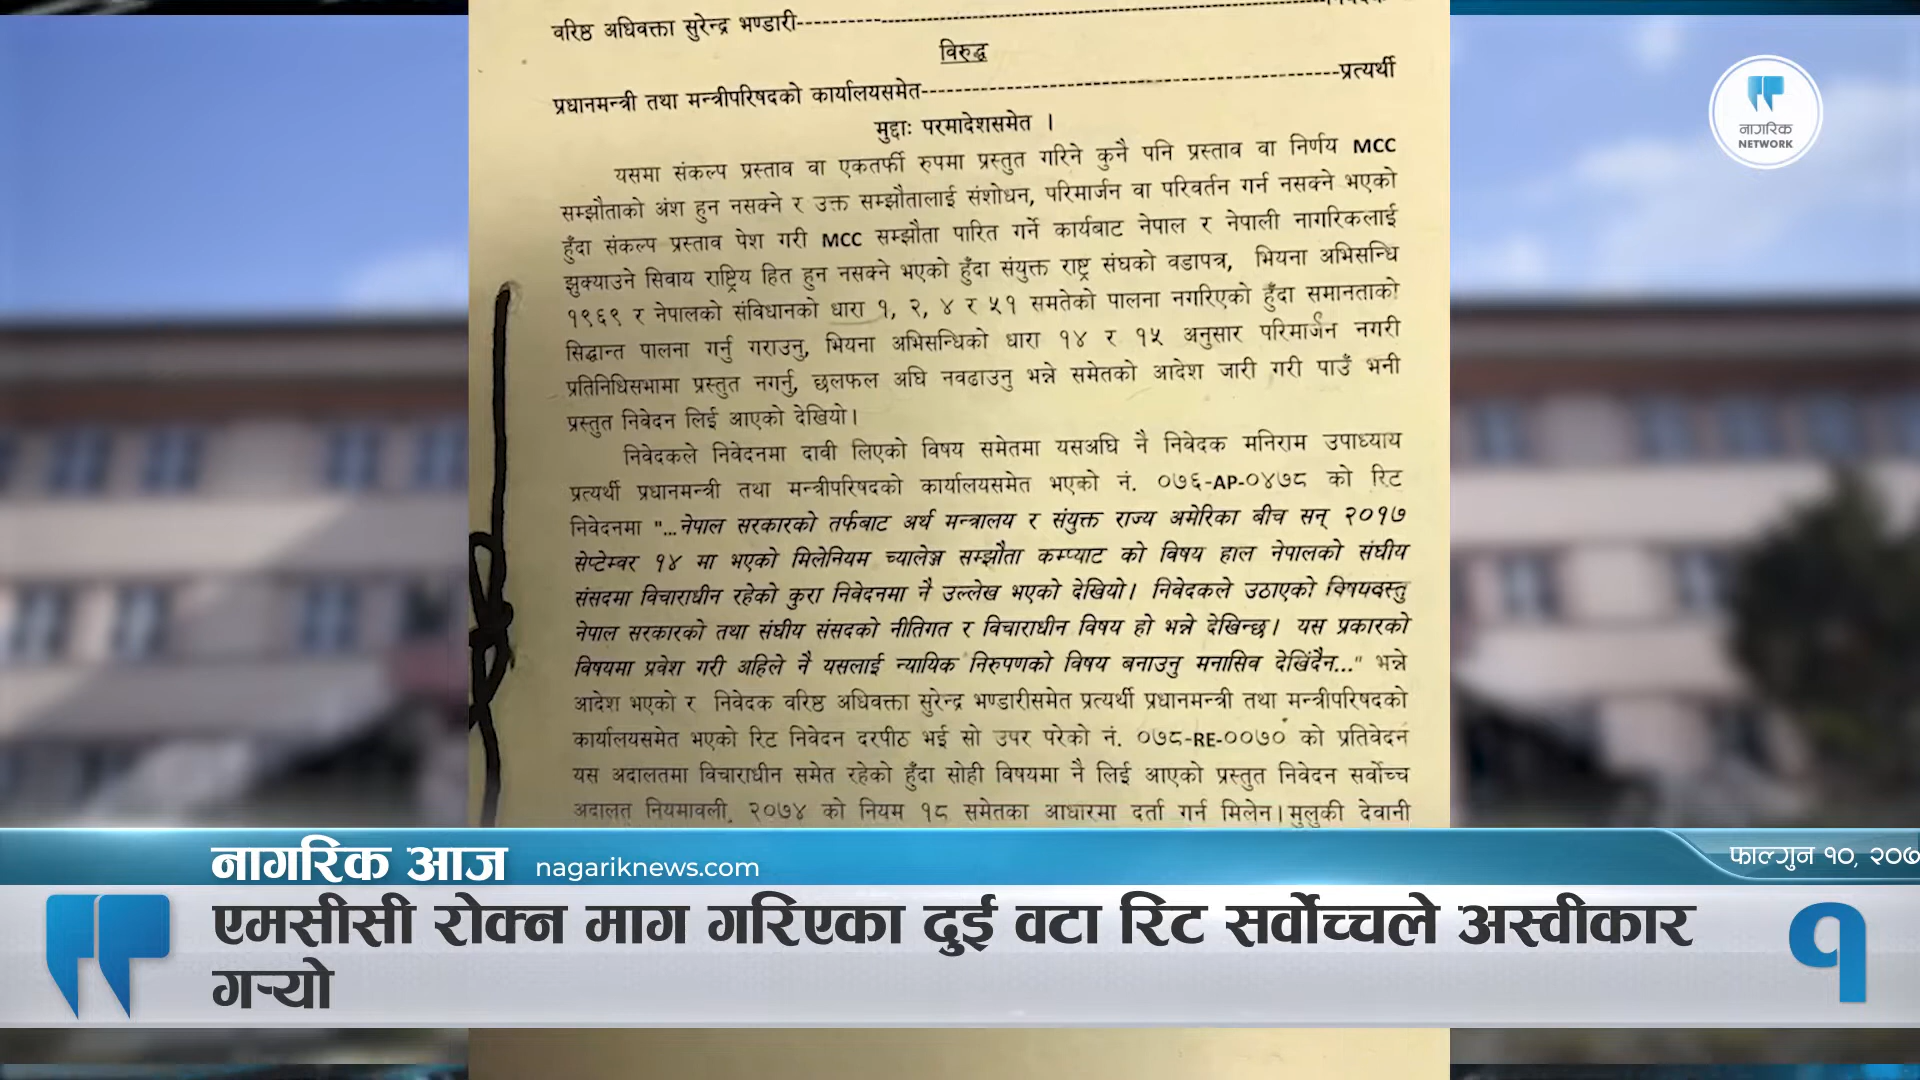 वरिष्ठ अधिवक्ता सुरेन्द्र भण्डारी----------------------------------------
विरुद्ध
प्रधानमन्त्री तथा मन्त्रीपरिषदको कार्यालयसमेत----------------------------------------प्रत्यर्थी
मुद्दाः परमादेशसमेत ।
यसमा संकल्प प्रस्ताव वा एकतर्फी रुपमा प्रस्तुत गरिने कुनै पनि प्रस्ताव वा निर्णय MCC
सम्झौताको अंश हुन नसक्ने र उक्त सम्झौतालाई संशोधन, परिमार्जन वा परिवर्तन गर्न नसक्ने भएको
हुँदा संकल्प प्रस्ताव पेश गरी MCC सम्झौता पारित गर्ने कार्यबाट नेपाल र नेपाली नागरिकलाई
झुक्याउने सिवाय राष्ट्रिय हित हुन नसक्ने भएको हुँदा संयुक्त राष्ट्र संघको वडापत्र, भियना अभिसन्धि
१९६९ र नेपालको संविधानको धारा १, २, ४ र ५१ समतेको पालना नगरिएको हुँदा समानताको
सिद्धान्त पालना गर्नु गराउनु, भियना अभिसन्धिको धारा १४ र १५ अनुसार परिमार्जन नगरी
प्रतिनिधिसभामा प्रस्तुत नगर्नु, छलफल अघि नवढाउनु भन्ने समेतको आदेश जारी गरी पाउँ भनी
प्रस्तुत निवेदन लिई आएको देखियो।
निवेदकले निवेदनमा दावी लिएको विषय समेतमा यसअघि नै निवेदक मनिराम उपाध्याय
प्रत्यर्थी प्रधानमन्त्री तथा मन्त्रीपरिषदको कार्यालयसमेत भएको नं. ०७६-AP-०४७८ को रिट
निवेदनमा "...नेपाल सरकारको तर्फबाट अर्थ मन्त्रालय र संयुक्त राज्य अमेरिका बीच सन् २०१७
सेप्टेम्वर १४ मा भएको मिलेनियम च्यालेञ्ज सम्झौता कम्प्याट को विषय हाल नेपालको संघीय
संसदमा विचाराधीन रहेको कुरा निवेदनमा नै उल्लेख भएको देखियो। निवेदकले उठाएको विषयवस्तु
नेपाल सरकारको तथा संघीय संसदको नीतिगत र विचाराधीन विषय हो भन्ने देखिन्छ। यस प्रकारको
विषयमा प्रवेश गरी अहिले नै यसलाई न्यायिक निरुपणको विषय बनाउनु मनासिव देखिंदैन..." भन्ने
आदेश भएको र निवेदक वरिष्ठ अधिवक्ता सुरेन्द्र भण्डारीसमेत प्रत्यर्थी प्रधानमन्त्री तथा मन्त्रीपरिषदको
कार्यालयसमेत भएको रिट निवेदन दरपीठ भई सो उपर परेको नं. ०७८-RE-००७० को प्रतिवेदन
यस अदालतमा विचाराधीन समेत रहेको हुँदा सोही विषयमा नै लिई आएको प्रस्तुत निवेदन सर्वोच्च
अदालत नियमावली, २०७४ को नियम १८ समेतका आधारमा दर्ता गर्न मिलेन। मुलुकी देवानी
नागरिक
NETWORK
नागरिक आज nagariknews.com
फाल्गुन १०, २०७
एमसीसी रोक्न माग गरिएका दुई वटा रिट सर्वोच्चले अस्वीकार
गर्‍यो
१